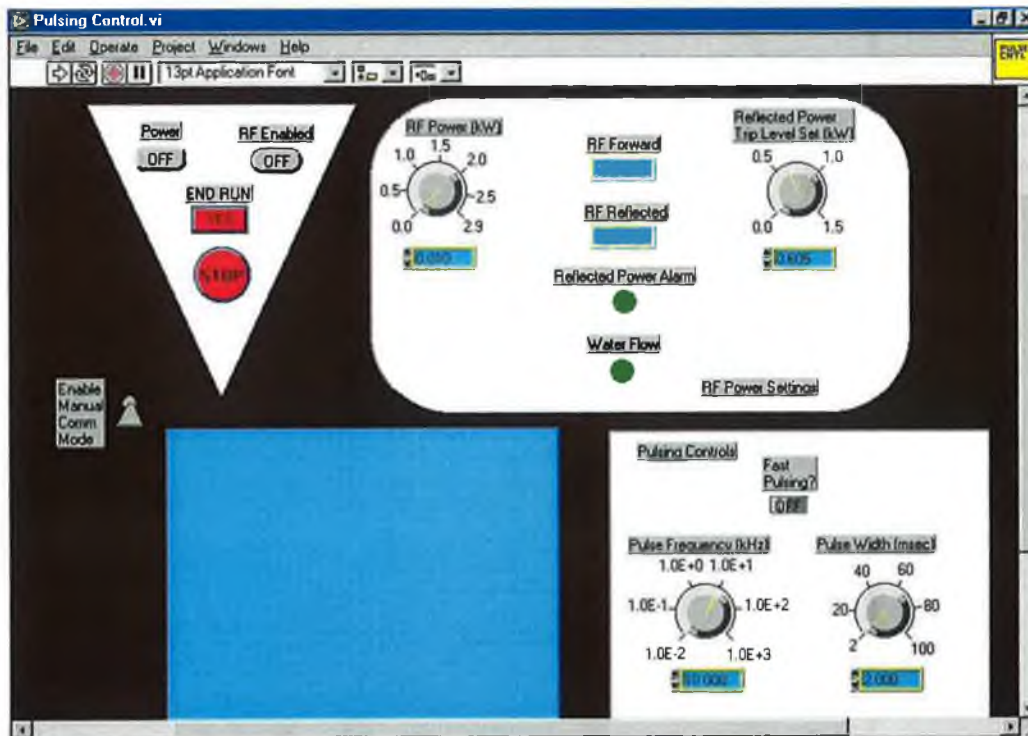 Pulsing Control.vi
File Edit Operate Project Windows Help
13pt Application Font
PULSE
ENVL
Power
OFF
RF Enabled
OFF
END RUN
YES
STOP
RF Power (kW)
1.5
1.0 2.0
0.5 2.5
0.0 2.9
RF Forward
RF Reflected
Reflected Power Alarm
Water Flow
Reflected Power
Trip Level Set (kW)
0.5 1.0
0.0 1.5
0.605
RF Power Settings
Enable
Manual
Comm
Mode
Pulsing Controls
Fast
Pulsing?
OFF
Pulse Frequency (kHz)
1.0E+0 1.0E+1
1.0E-1 1.0E+2
1.0E-2 1.0E+3
Pulse Width (msec)
40 60
20 80
2 100
2.000